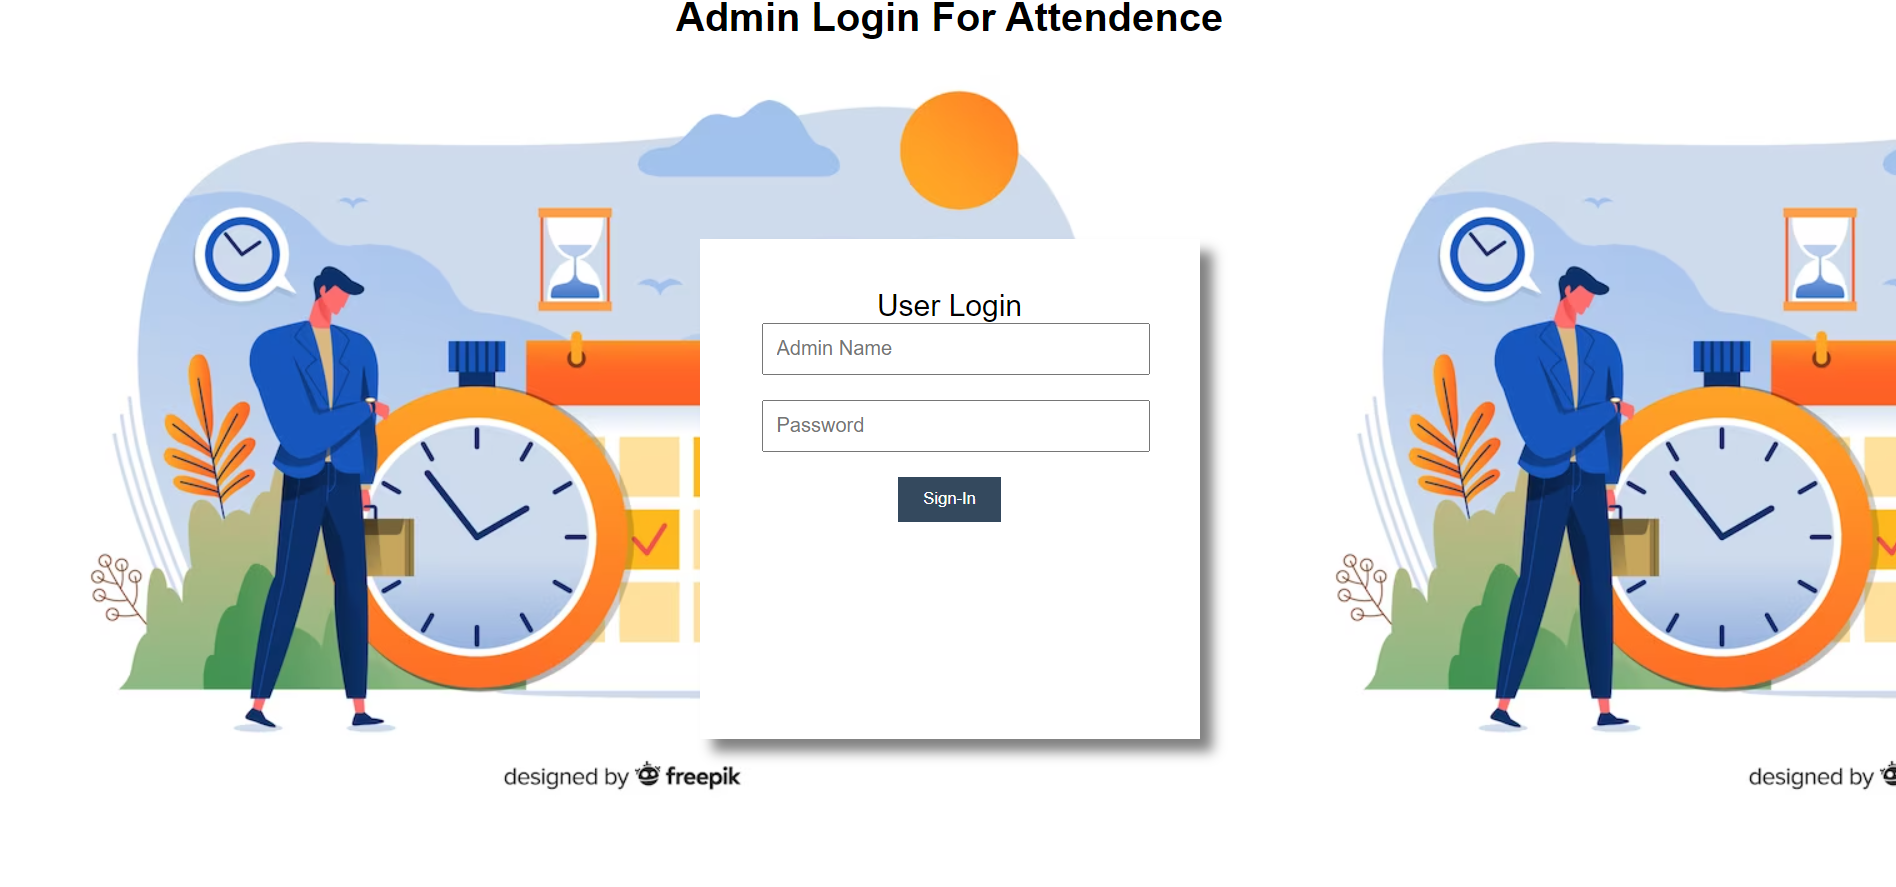 Admin Login For Attendence
User Login
Admin Name
Password
Sign-In
designed by freepik
designed by